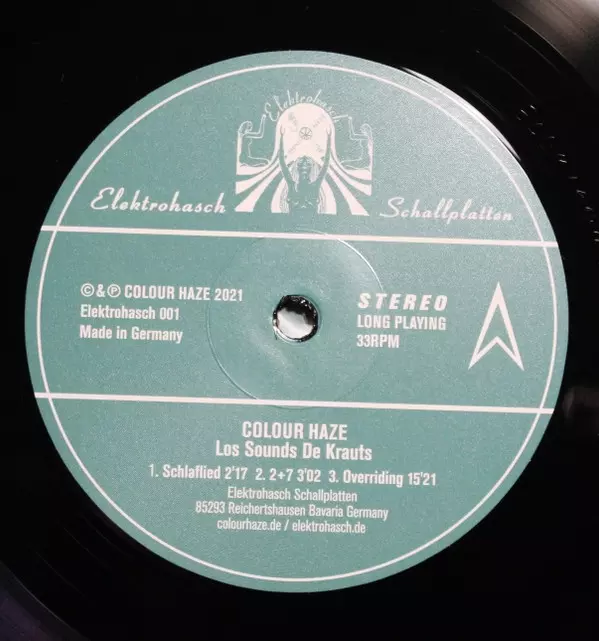 Elektrohasch
Elektrohasch Schallplatten
© & ℗ COLOUR HAZE 2021
Elektrohasch 001
Made in Germany
STEREO
LONG PLAYING
33RPM
A
COLOUR HAZE
Los Sounds De Krauts
1. Schlaflied 2'17 2. 2+7 3'02 3. Overriding 15'21
Elektrohasch Schallplatten
85293 Reichertshausen Bavaria Germany
colourhaze.de / elektrohasch.de